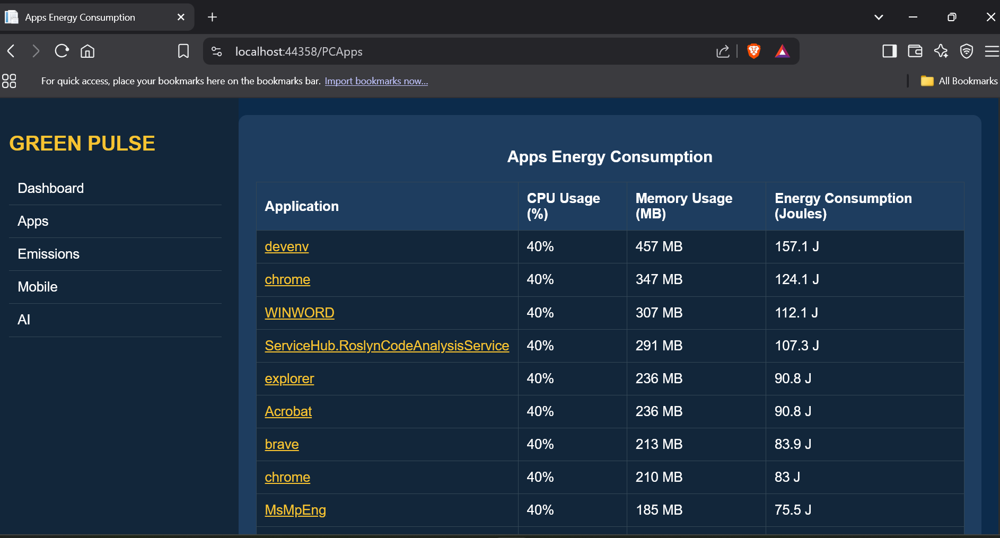 Apps Energy Consumption
localhost:44358/PCApps
For quick access, place your bookmarks here on the bookmarks bar. Import bookmarks now...
All Bookmarks
GREEN PULSE
Dashboard
Apps
Emissions
Mobile
AI
Apps Energy Consumption
Application CPU Usage (%) Memory Usage (MB) Energy Consumption (Joules)
devenv 40% 457 MB 157.1 J
chrome 40% 347 MB 124.1 J
WINWORD 40% 307 MB 112.1 J
ServiceHub.RoslynCodeAnalysisService 40% 291 MB 107.3 J
explorer 40% 236 MB 90.8 J
Acrobat 40% 236 MB 90.8 J
brave 40% 213 MB 83.9 J
chrome 40% 210 MB 83 J
MsMpEng 40% 185 MB 75.5 J